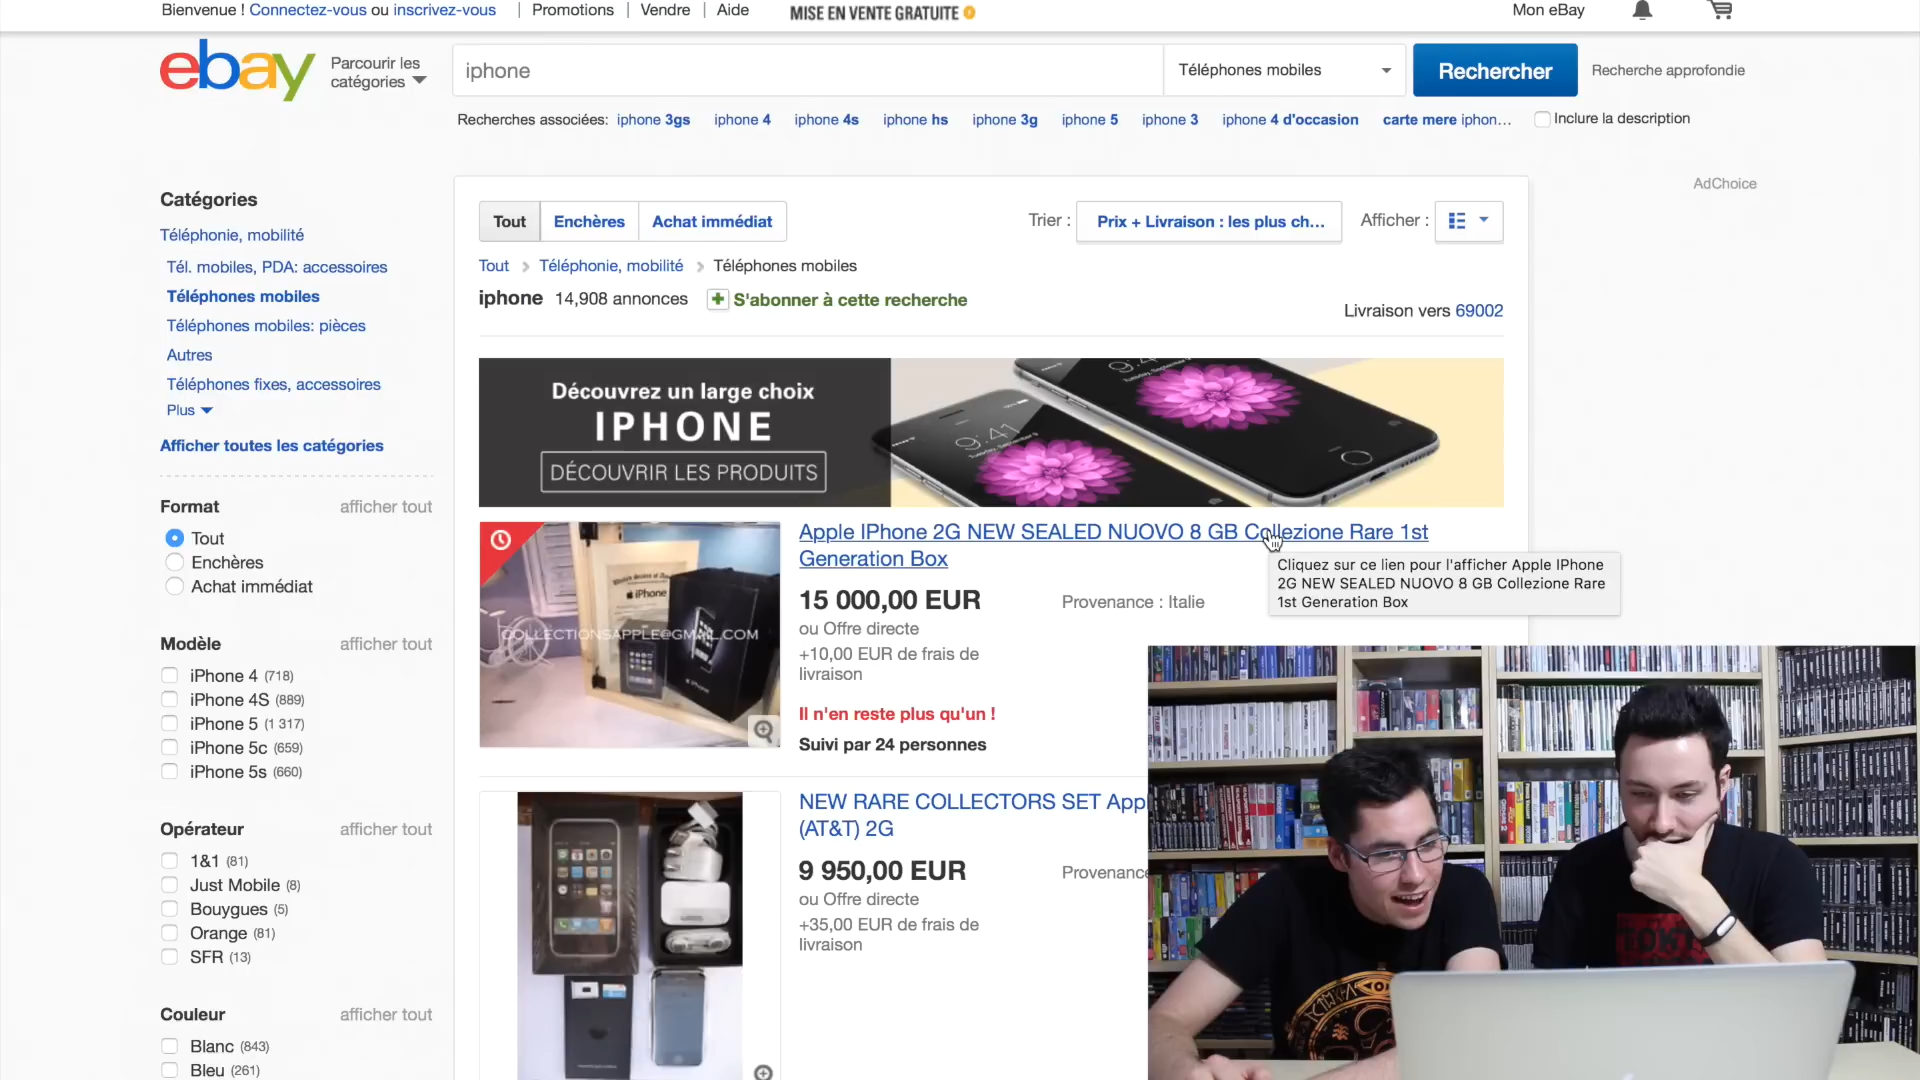 Bienvenue ! Connectez-vous ou inscrivez-vous | Promotions | Vendre | Aide MISE EN VENTE GRATUITE Mon eBay
ebay
Parcourir les
catégories
iphone
Téléphones mobiles
Rechercher
Recherche approfondie
Recherches associées: iphone 3gs iphone 4 iphone 4s iphone hs iphone 3g iphone 5 iphone 3 iphone 4 d'occasion carte mere iphon... Inclure la description
AdChoice
Catégories
Téléphonie, mobilité
Tél. mobiles, PDA: accessoires
Téléphones mobiles
Téléphones mobiles: pièces
Autres
Téléphones fixes, accessoires
Plus
Afficher toutes les catégories
Format afficher tout
Tout
Enchères
Achat immédiat
Modèle afficher tout
iPhone 4 (718)
iPhone 4S (889)
iPhone 5 (1 317)
iPhone 5c (659)
iPhone 5s (660)
Opérateur afficher tout
1&1 (81)
Just Mobile (8)
Bouygues (5)
Orange (81)
SFR (13)
Couleur afficher tout
Blanc (843)
Bleu (261)
Tout Enchères Achat immédiat
Trier : Prix + Livraison : les plus ch... Afficher :
Tout Téléphonie, mobilité Téléphones mobiles
iphone 14,908 annonces S'abonner à cette recherche
Livraison vers 69002
Découvrez un large choix
IPHONE
DÉCOUVRIR LES PRODUITS
9:41
9:41
Apple IPhone 2G NEW SEALED NUOVO 8 GB Collezione Rare 1st
Generation Box
Cliquez sur ce lien pour l'afficher Apple IPhone
2G NEW SEALED NUOVO 8 GB Collezione Rare
1st Generation Box
15 000,00 EUR
Provenance : Italie
ou Offre directe
+10,00 EUR de frais de
livraison
Il n'en reste plus qu'un !
Suivi par 24 personnes
iPhone
COLLECTIONSAPPLE@GMAIL.COM
NEW RARE COLLECTORS SET App
(AT&T) 2G
9 950,00 EUR
Provenance
ou Offre directe
+35,00 EUR de frais de
livraison